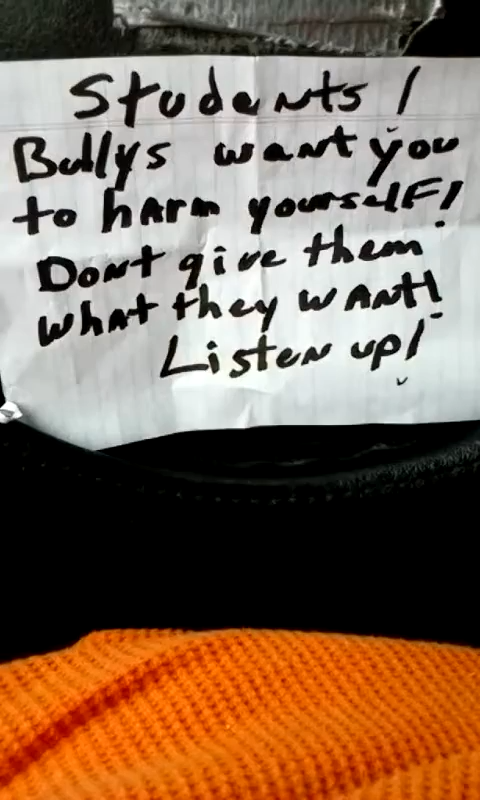 Students!
Bullys want you
to harm yourselF!
Dont give them
what they want!
Listen up!